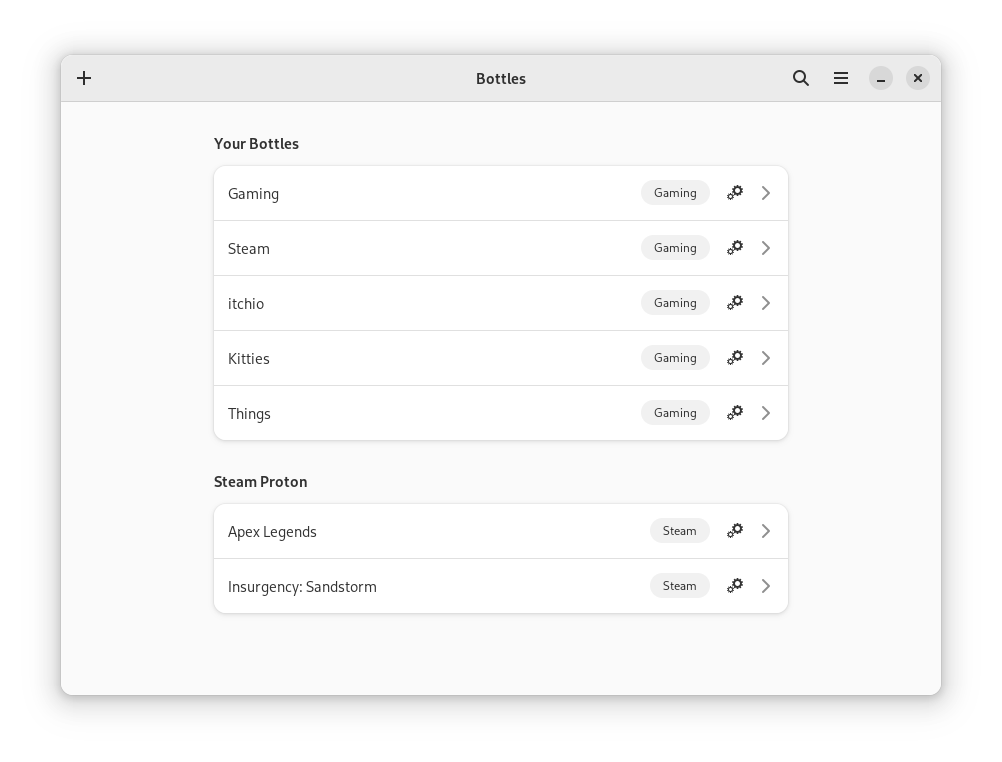 Bottles
Your Bottles
Gaming Gaming
Steam Gaming
itchio Gaming
Kitties Gaming
Things Gaming
Steam Proton
Apex Legends Steam
Insurgency: Sandstorm Steam